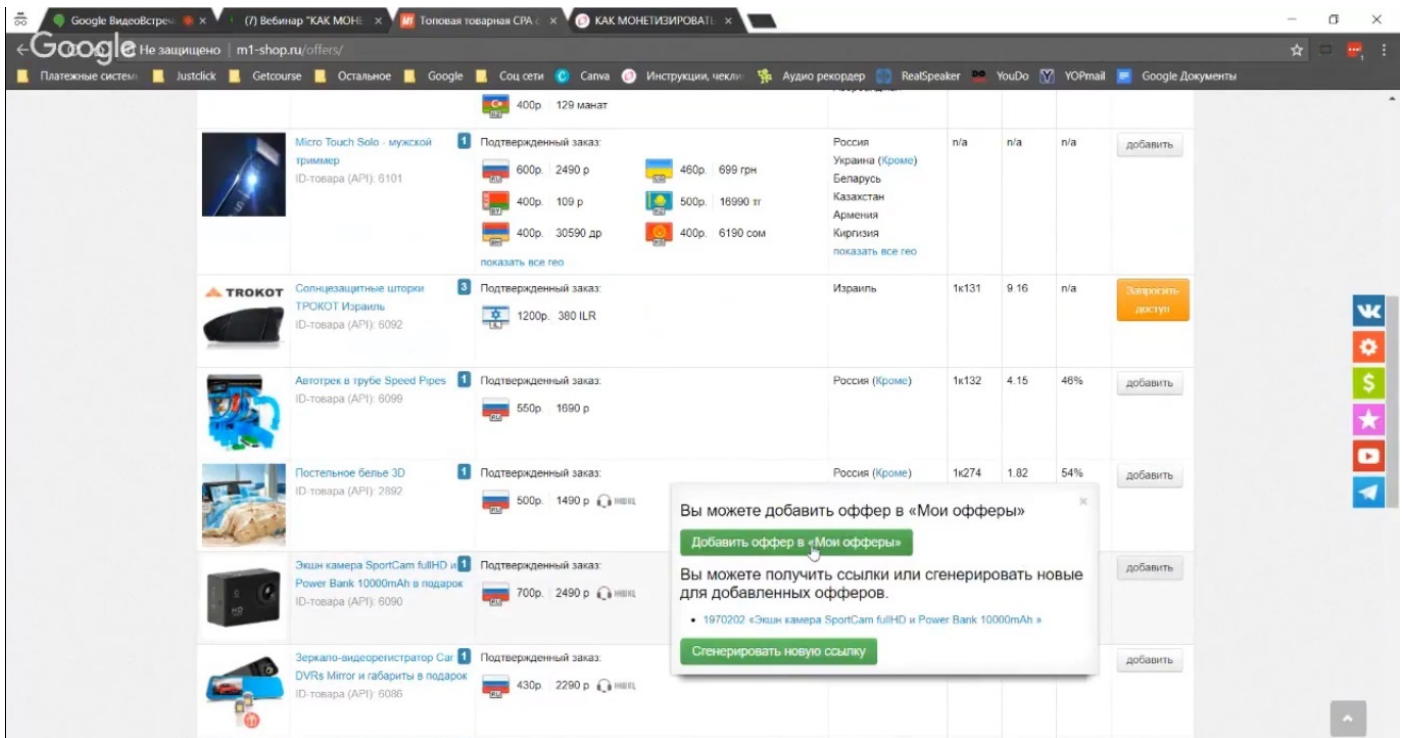 Google ВидеоВстреч
(7) Вебинар "КАК МОНЕ
Топовая товарная CPA с
КАК МОНЕТИЗИРОВАТЬ
Google
Не защищено | m1-shop.ru/offers/
Платежные систем
Justclick
Getcourse
Остальное
Google
Соц сети
Canva
Инструкции, чекли
Аудио рекордер
RealSpeaker
YouDo
YOPmail
Google Документы
400р. 129 манат
Micro Touch Solo - мужской триммер
ID-товара (API): 6101
1
Подтвержденный заказ:
600р. 2490 р
460р. 699 грн
400р. 109 р
500р. 16990 тг
400р. 30590 др
400р. 6190 сом
показать все гео
Россия
Украина (Кроме)
Беларусь
Казахстан
Армения
Киргизия
показать все гео
n/a n/a n/a
добавить
TROKOT
Солнцезащитные шторки
ТРОКОТ Израиль
ID-товара (API): 6092
3
Подтвержденный заказ:
1200р. 380 ILR
Израиль
1к131 9.16 n/a
Запросить
доступ
Автотрек в трубе Speed Pipes
ID-товара (API): 6099
1
Подтвержденный заказ:
550р. 1690 р
Россия (Кроме)
1к132 4.15 46%
добавить
Постельное белье 3D
ID-товара (API): 2892
1
Подтвержденный заказ:
500р. 1490 р
Россия (Кроме)
1к274 1.82 54%
добавить
Экшн камера SportCam fullHD и
Power Bank 10000mAh в подарок
ID-товара (API): 6090
1
Подтвержденный заказ:
700р. 2490 р
добавить
Вы можете добавить оффер в «Мои офферы»
×
Добавить оффер в «Мои офферы»
Вы можете получить ссылки или сгенерировать новые
для добавленных офферов.
• 1970202 «Экшн камера SportCam fullHD и Power Bank 10000mAh »
Сгенерировать новую ссылку
Зеркало-видеорегистратор Car
DVRs Mirror и габариты в подарок
ID-товара (API): 6086
1
Подтвержденный заказ:
430р. 2290 р
добавить